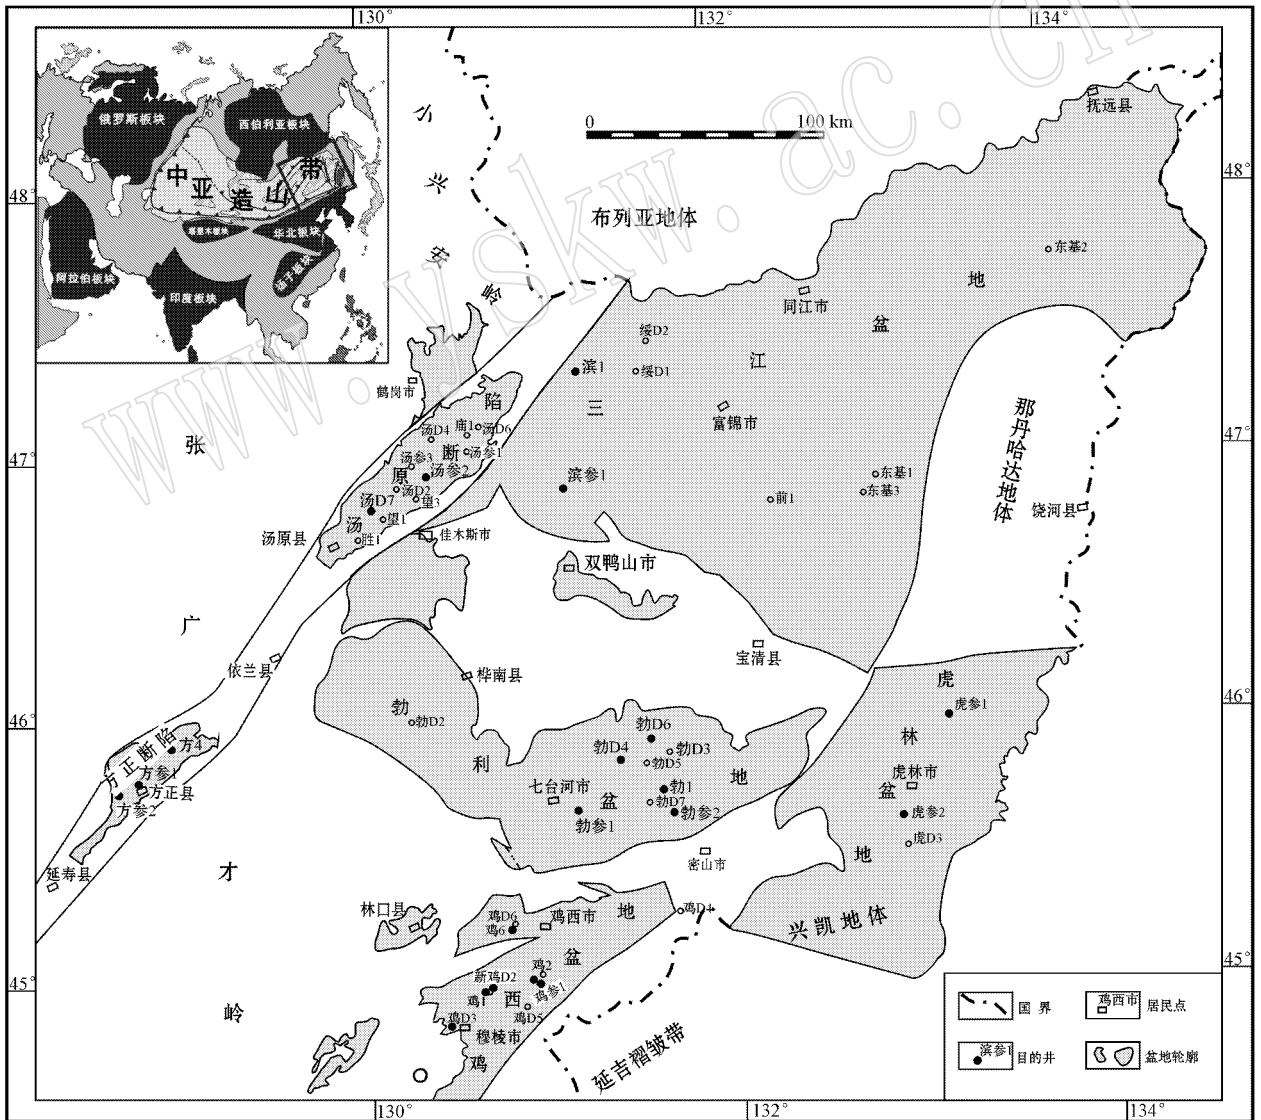 130°
132°
134°
俄罗斯板块
西伯利亚板块
中亚造山带
塔里木板块
华北板块
扬子板块
阿拉伯板块
印度板块
小兴安岭
0 100 km
抚远县
48°
48°
布列亚地体
东基2
同江市
绥D2
绥D1
滨1
三江盆地
富锦市
鹤岗市
汤D4
庙1
汤D6
汤参1
汤参3
汤参2
汤D2
望3
汤D7
望1
胜1
汤原断陷
47°
47°
滨参1
前1
东基1
东基3
那丹哈达地体
饶河县
汤原县
佳木斯市
双鸭山市
宝清县
依兰县
桦南县
张广才岭
46°
46°
勃D2
勃利盆地
勃D6
勃D4
勃D3
勃D5
勃1
勃D7
勃参2
勃参1
七台河市
虎参1
虎林盆地
虎林市
虎参2
虎D3
方正断陷
方4
方参1
方正县
方参2
延寿县
密山市
林口县
鸡D6
鸡6
鸡西市
鸡D4
兴凯地体
45°
45°
鸡西盆地
鸡2
新鸡D2
鸡1
鸡参1
鸡D5
鸡D3
穆棱市
延吉褶皱带
国界
鸡西市
居民点
滨参1
目的井
盆地轮廓
130°
132°
134°
www.yskw.ac.cn